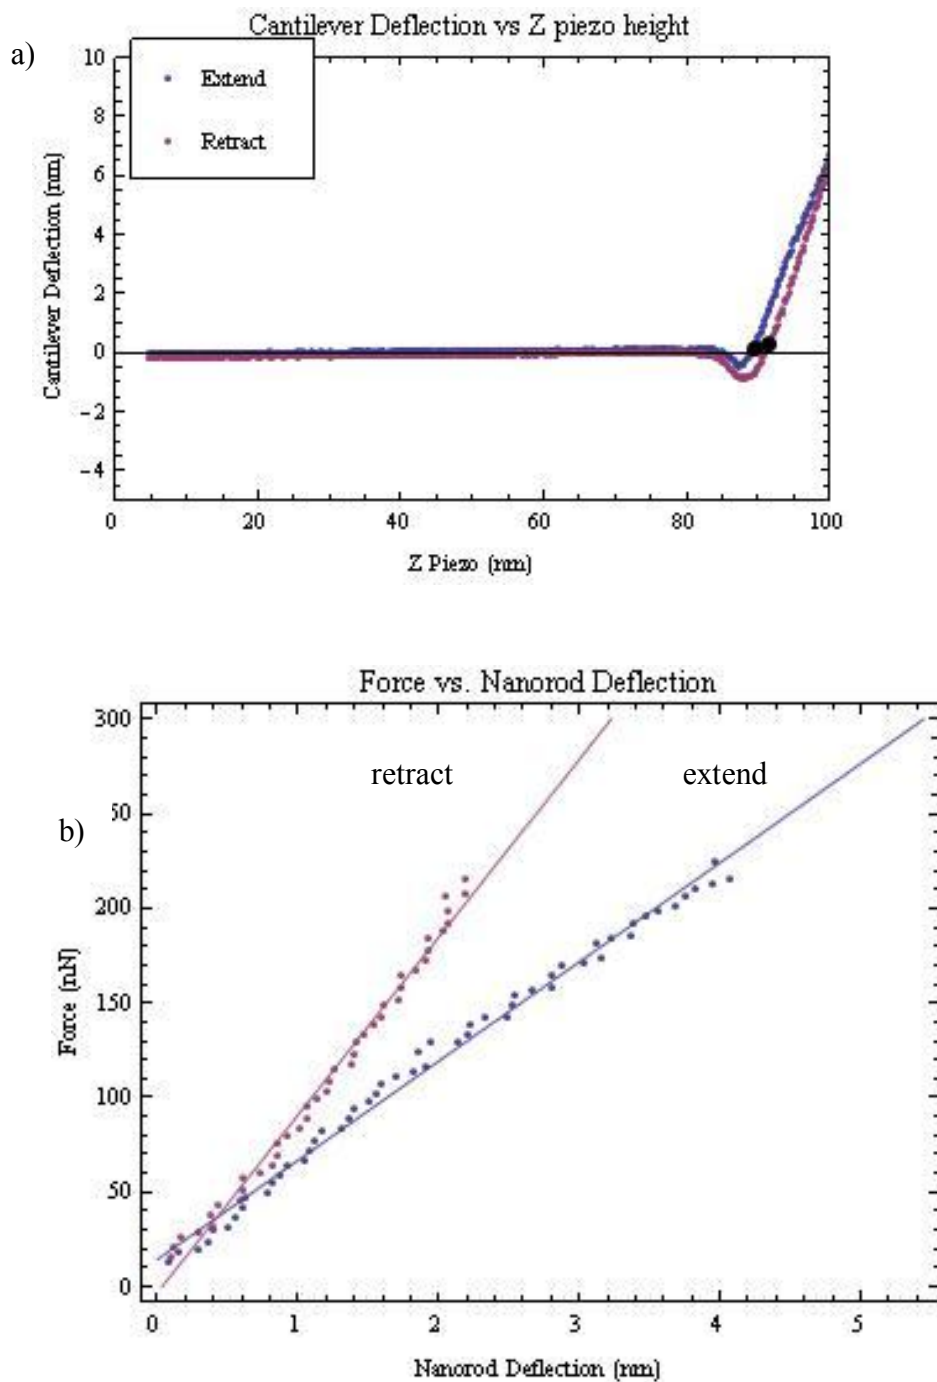 Cantilever Deflection vs Z piezo height
a)
10
Extend
8
Retract
6
4
2
0
-2
-4
Cantilever Deflection (nm)
0 20 40 60 80 100
Z Piezo (nm)
Force vs. Nanorod Deflection
300
retract extend
50
b)
200
150
100
50
0
Force (nN)
0 1 2 3 4 5
Nanorod Deflection (nm)